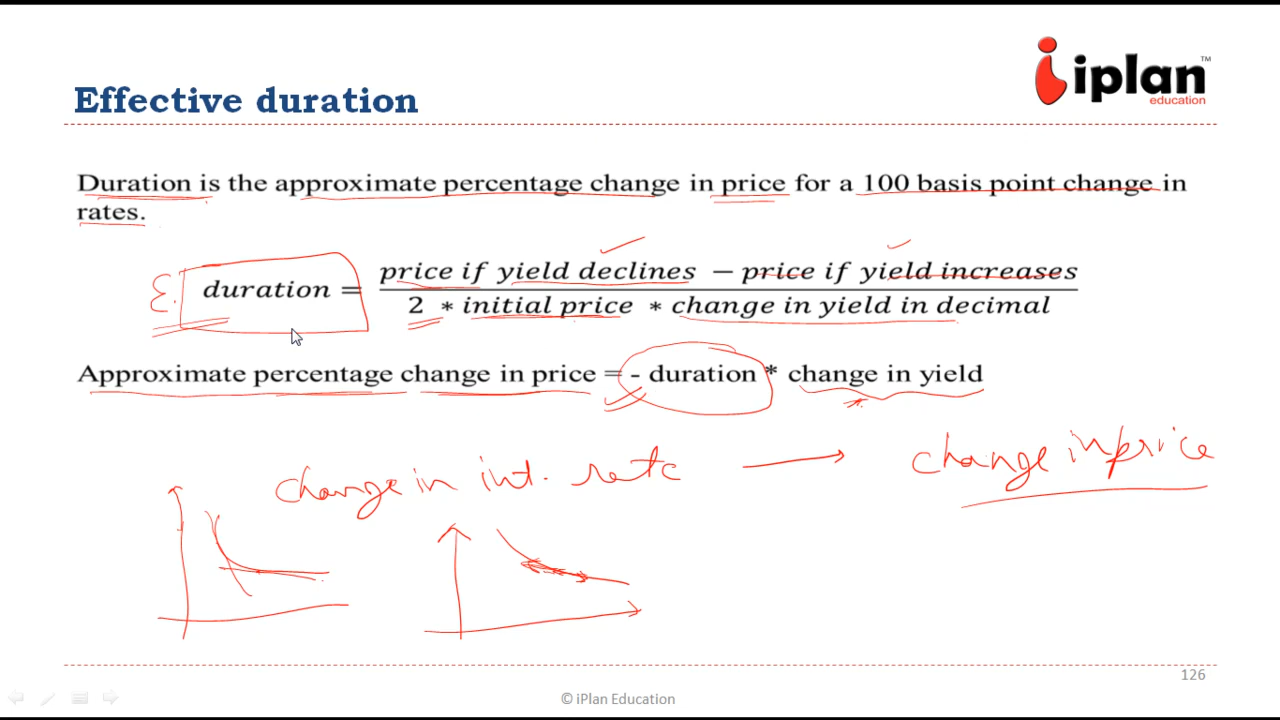 iplan
TM
education
Effective duration
Duration is the approximate percentage change in price for a 100 basis point change in
rates.
E. duration = price if yield declines − price if yield increases
2 * initial price * change in yield in decimal
Approximate percentage change in price = - duration * change in yield
change in int. rate → change in price
126
© iPlan Education